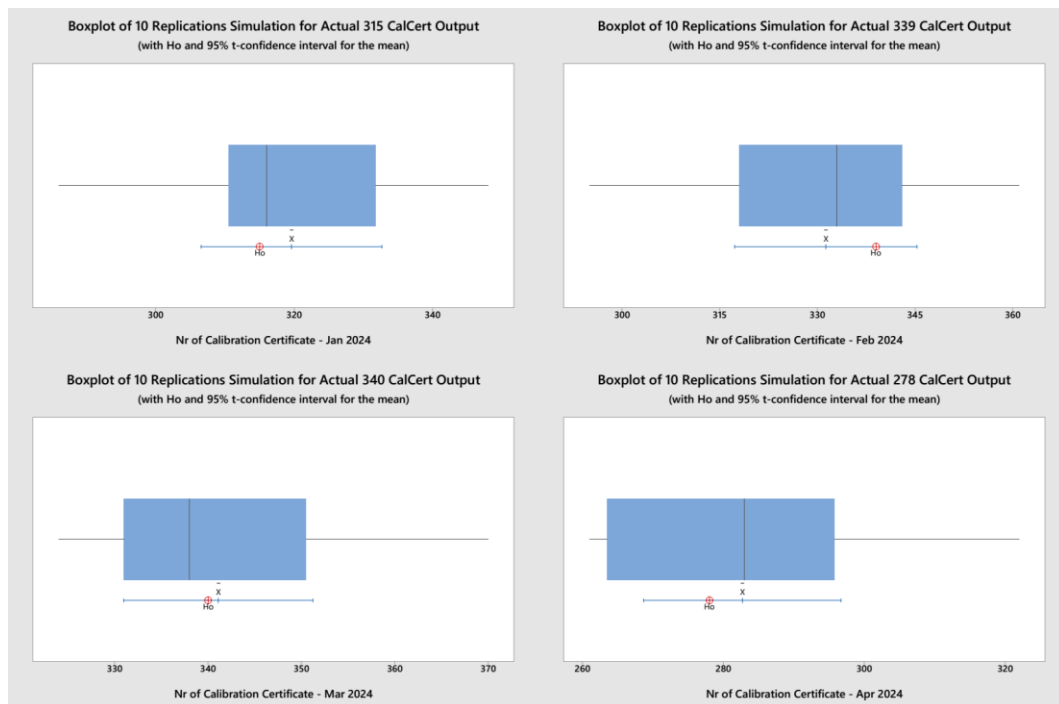 Boxplot of 10 Replications Simulation for Actual 315 CalCert Output
(with Ho and 95% t-confidence interval for the mean)
X̄
Ho
300 320 340
Nr of Calibration Certificate - Jan 2024
Boxplot of 10 Replications Simulation for Actual 339 CalCert Output
(with Ho and 95% t-confidence interval for the mean)
X̄
Ho
300 315 330 345 360
Nr of Calibration Certificate - Feb 2024
Boxplot of 10 Replications Simulation for Actual 340 CalCert Output
(with Ho and 95% t-confidence interval for the mean)
X̄
Ho
330 340 350 360 370
Nr of Calibration Certificate - Mar 2024
Boxplot of 10 Replications Simulation for Actual 278 CalCert Output
(with Ho and 95% t-confidence interval for the mean)
X̄
Ho
260 280 300 320
Nr of Calibration Certificate - Apr 2024